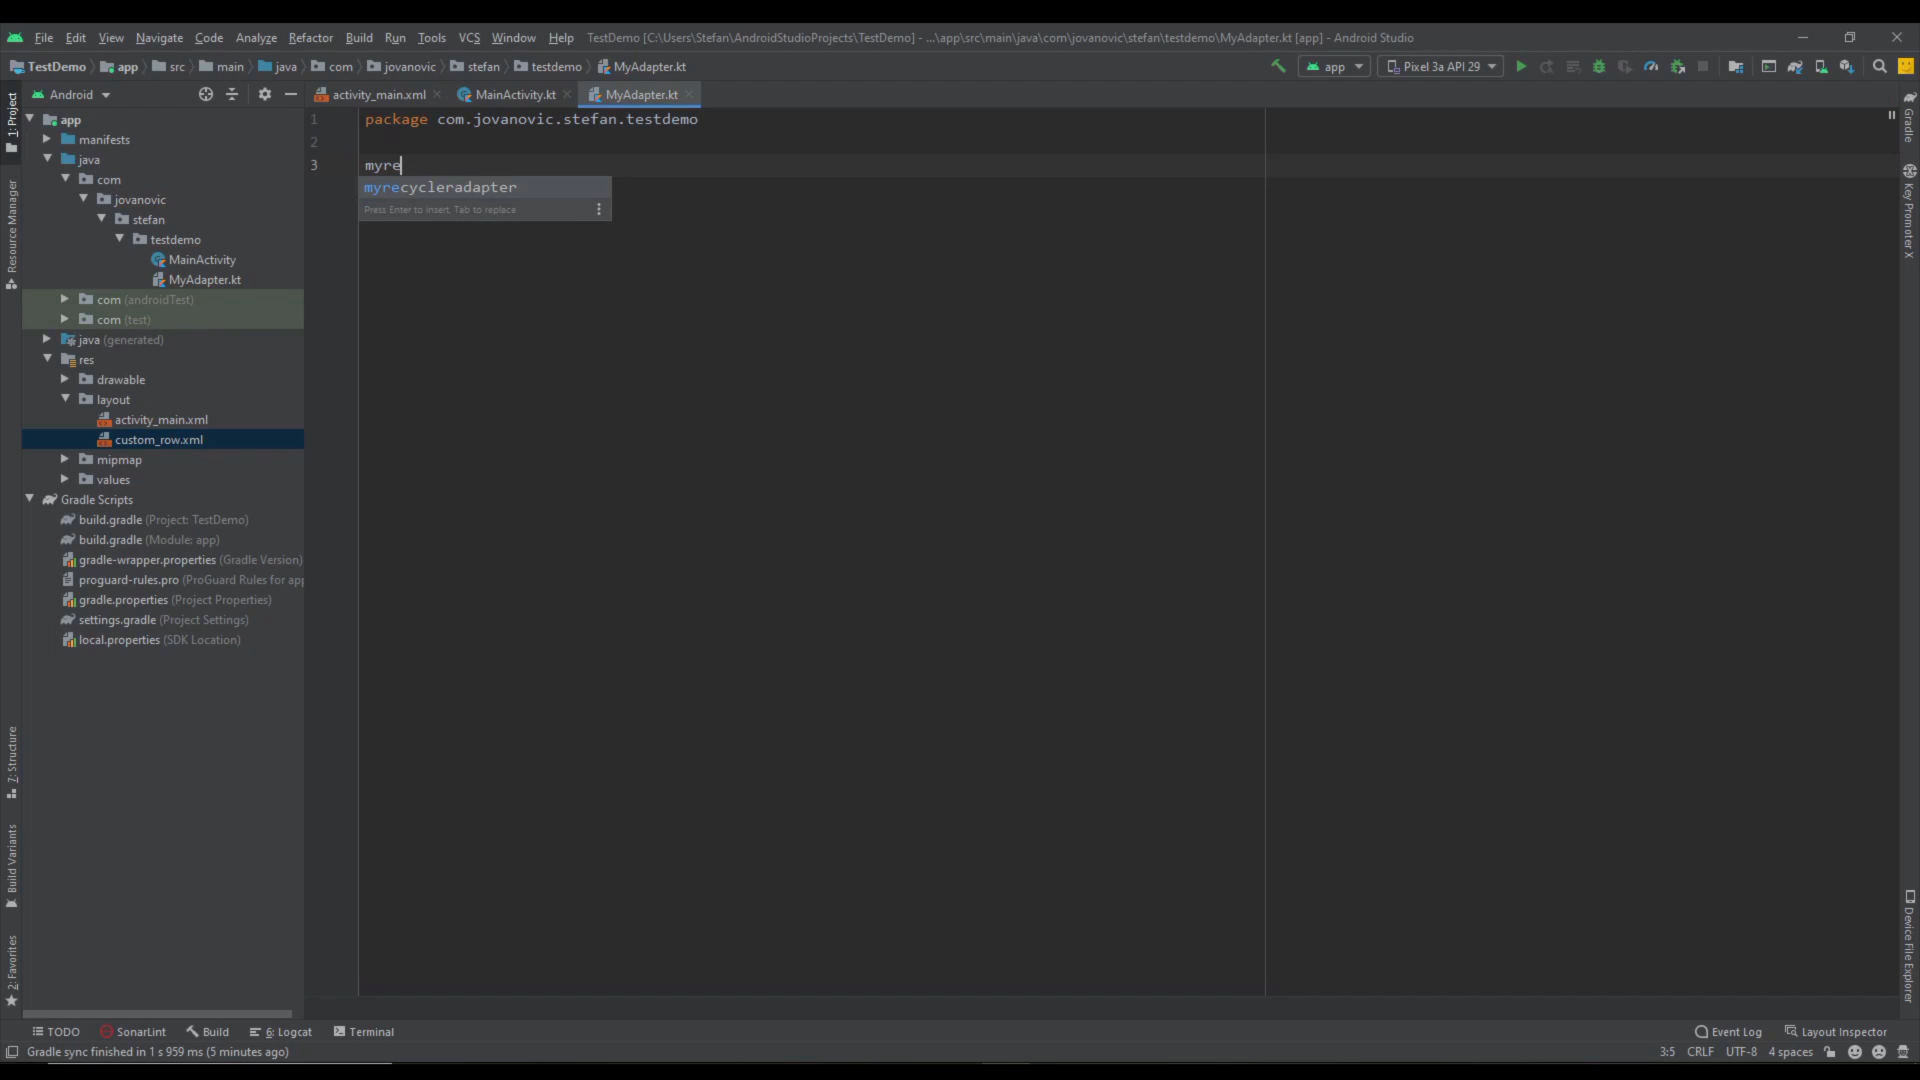 File Edit View Navigate Code Analyze Refactor Build Run Tools VCS Window Help TestDemo [C:\Users\Stefan\AndroidStudioProjects\TestDemo] - ...\app\src\main\java\com\jovanovic\stefan\testdemo\MyAdapter.kt [app] - Android Studio
TestDemo app src main java com jovanovic stefan testdemo MyAdapter.kt app Pixel 3a API 29
Android activity_main.xml MainActivity.kt MyAdapter.kt
1 package com.jovanovic.stefan.testdemo
2
3 myre
myrecycleradapter
Press Enter to insert, Tab to replace
app
manifests
java
com
jovanovic
stefan
testdemo
MainActivity
MyAdapter.kt
com (androidTest)
com (test)
java (generated)
res
drawable
layout
activity_main.xml
custom_row.xml
mipmap
values
Gradle Scripts
build.gradle (Project: TestDemo)
build.gradle (Module: app)
gradle-wrapper.properties (Gradle Version)
proguard-rules.pro (ProGuard Rules for app
gradle.properties (Project Properties)
settings.gradle (Project Settings)
local.properties (SDK Location)
1: Project
Resource Manager
7: Structure
Build Variants
2: Favorites
Gradle
Key Promoter X
Device File Explorer
TODO SonarLint Build 6: Logcat Terminal Event Log Layout Inspector
Gradle sync finished in 1 s 959 ms (5 minutes ago) 3:5 CRLF UTF-8 4 spaces